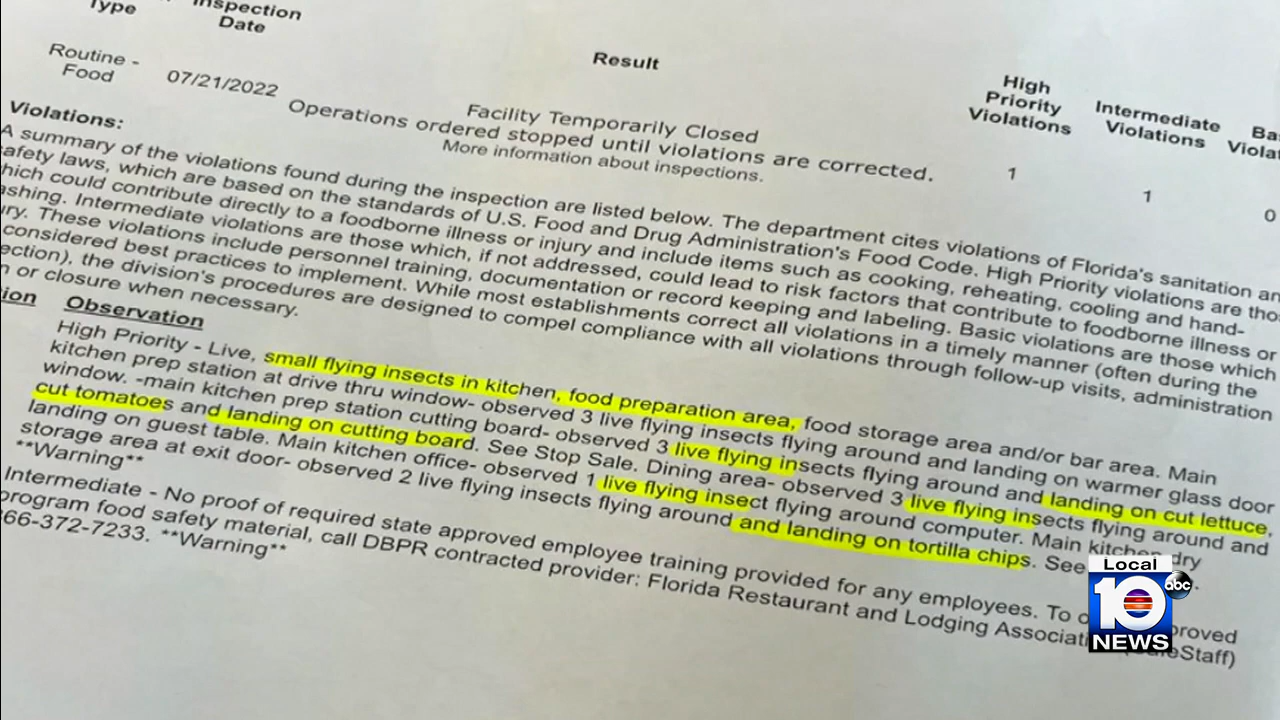 Type
Inspection
Date
Result
High
Priority
Violations
Intermediate
Violations
Routine -
Food
07/21/2022
Facility Temporarily Closed
Operations ordered stopped until violations are corrected.
More information about inspections.
1
1
0
Violations:
A summary of the violations found during the inspection are listed below. The department cites violations of Florida's sanitation
safety laws, which are based on the standards of U.S. Food and Drug Administration's Food Code. High Priority violations are
which could contribute directly to a foodborne illness or injury and include items such as cooking, reheating, cooling and hand-
Intermediate violations are those which, if not addressed, could lead to risk factors that contribute to foodborne illness or
These violations include personnel training, documentation or record keeping and labeling. Basic violations are those which
considered best practices to implement. While most establishments correct all violations in a timely manner (often during the
the division's procedures are designed to compel compliance with all violations through follow-up visits, administration
or closure when necessary.
Observation
High Priority - Live, small flying insects in kitchen, food preparation area, food storage area and/or bar area. Main
kitchen prep station at drive thru window- observed 3 live flying insects flying around and landing on warmer glass door
window. -main kitchen prep station cutting board- observed 3 live flying insects flying around and landing on cut lettuce,
cut tomatoes and landing on cutting board. See Stop Sale. Dining area- observed 3 live flying insects flying around and
landing on guest table. Main kitchen office- observed 1 live flying insect flying around computer. Main kitchen dry
storage area at exit door- observed 2 live flying insects flying around and landing on tortilla chips. See
**Warning**
Intermediate - No proof of required state approved employee training provided for any employees. To
program food safety material, call DBPR contracted provider: Florida Restaurant and Lodging
66-372-7233. **Warning**
Local
10
abc
NEWS